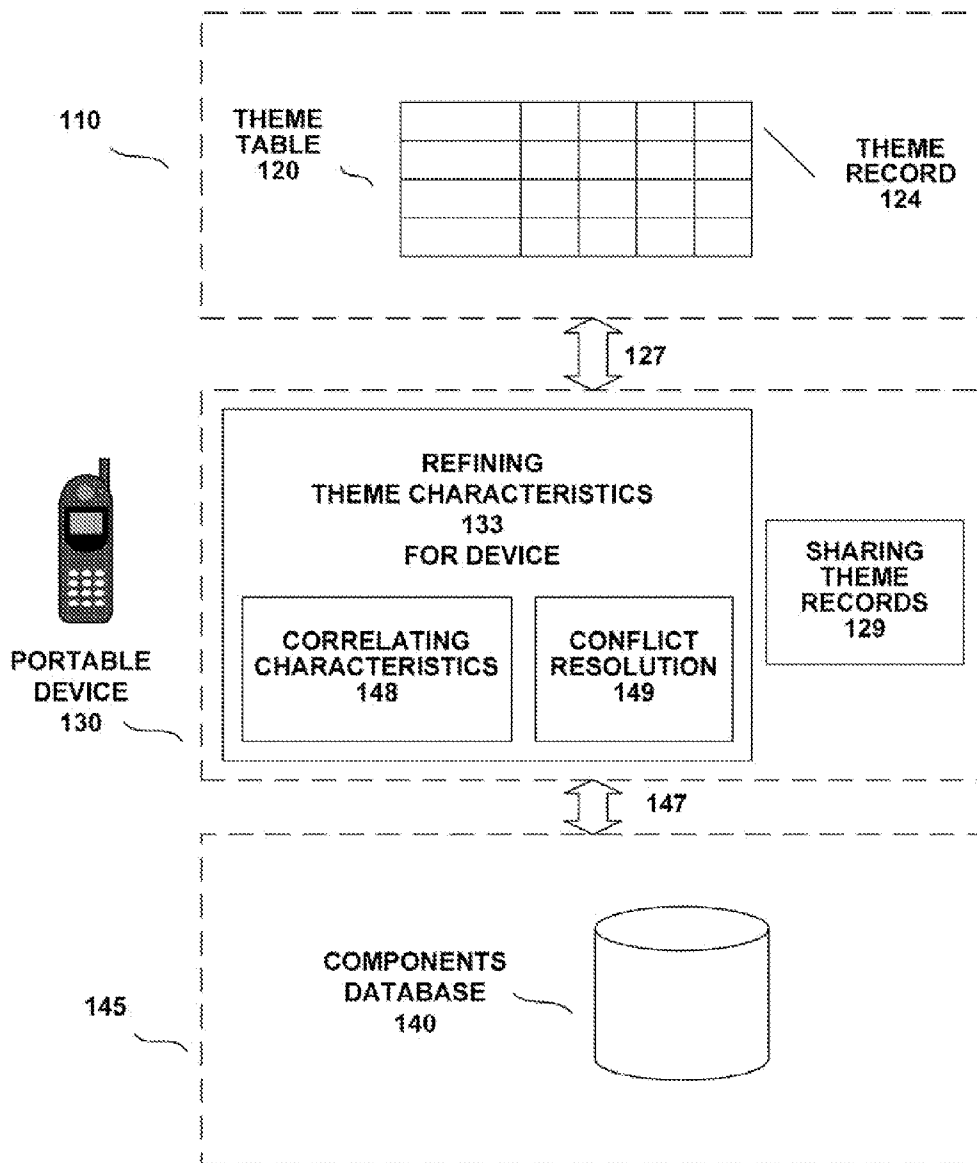 110
THEME
TABLE
120
THEME
RECORD
124
127
REFINING
THEME CHARACTERISTICS
133
FOR DEVICE
CORRELATING
CHARACTERISTICS
148
CONFLICT
RESOLUTION
149
SHARING
THEME
RECORDS
129
PORTABLE
DEVICE
130
147
COMPONENTS
DATABASE
140
145